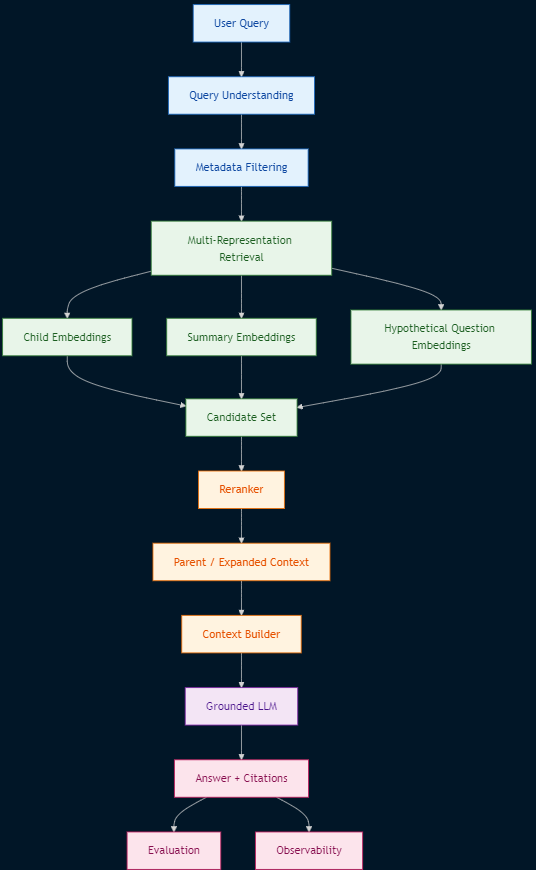 User Query
Query Understanding
Metadata Filtering
Multi-Representation
Retrieval
Child Embeddings
Summary Embeddings
Hypothetical Question
Embeddings
Candidate Set
Reranker
Parent / Expanded Context
Context Builder
Grounded LLM
Answer + Citations
Evaluation
Observability